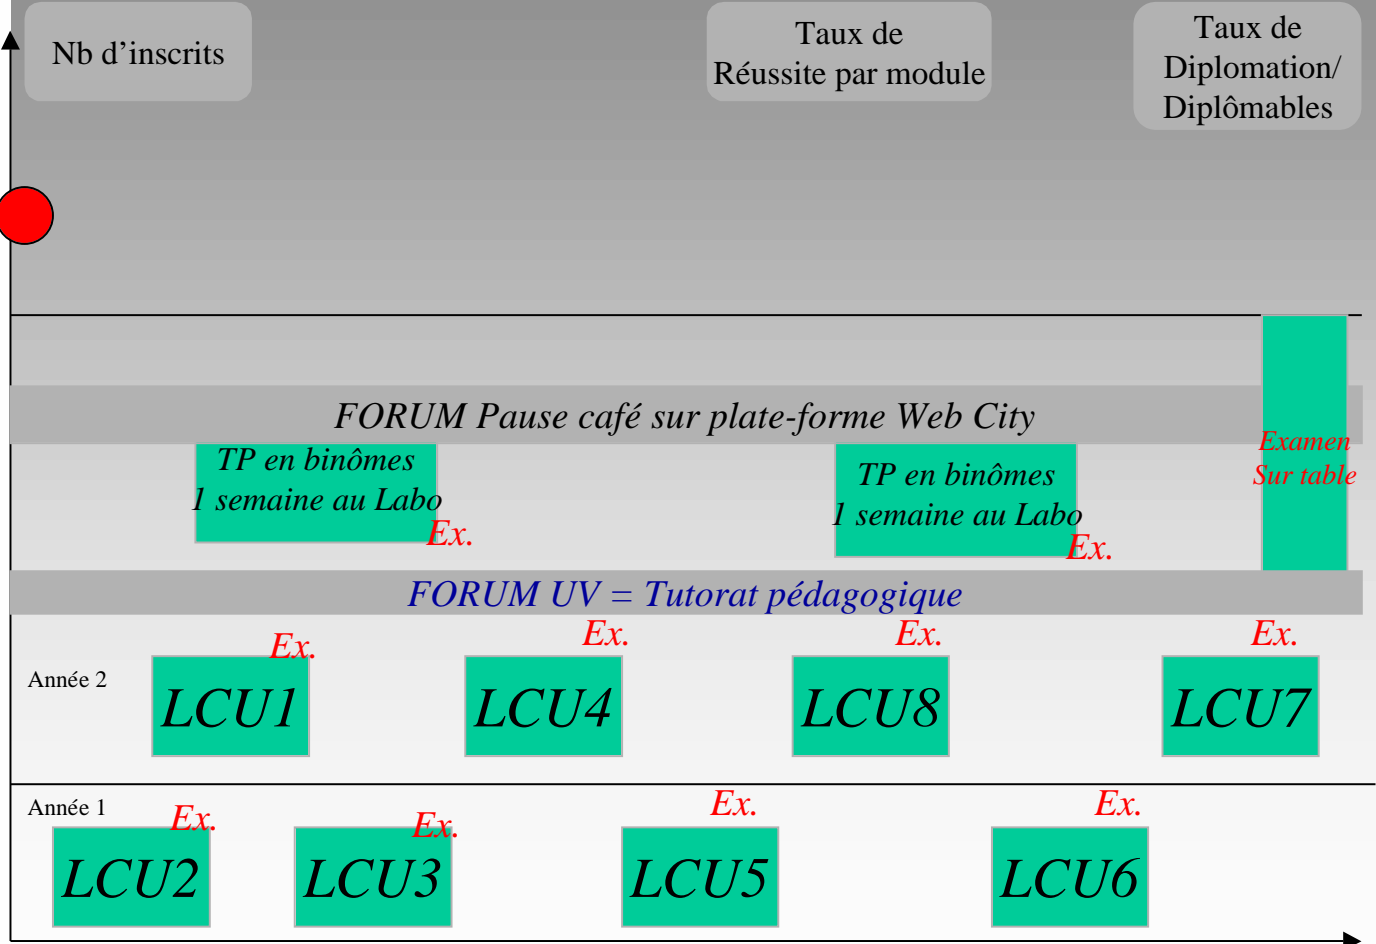 Nb d’inscrits
Taux de
Réussite par module
Taux de
Diplomation/
Diplômables
FORUM Pause café sur plate-forme Web City
TP en binômes
1 semaine au Labo
Ex.
TP en binômes
1 semaine au Labo
Ex.
Examen
Sur table
FORUM UV = Tutorat pédagogique
Année 2
Ex.
LCU1
Ex.
LCU4
Ex.
LCU8
Ex.
LCU7
Année 1
Ex.
LCU2
Ex.
LCU3
Ex.
LCU5
Ex.
LCU6